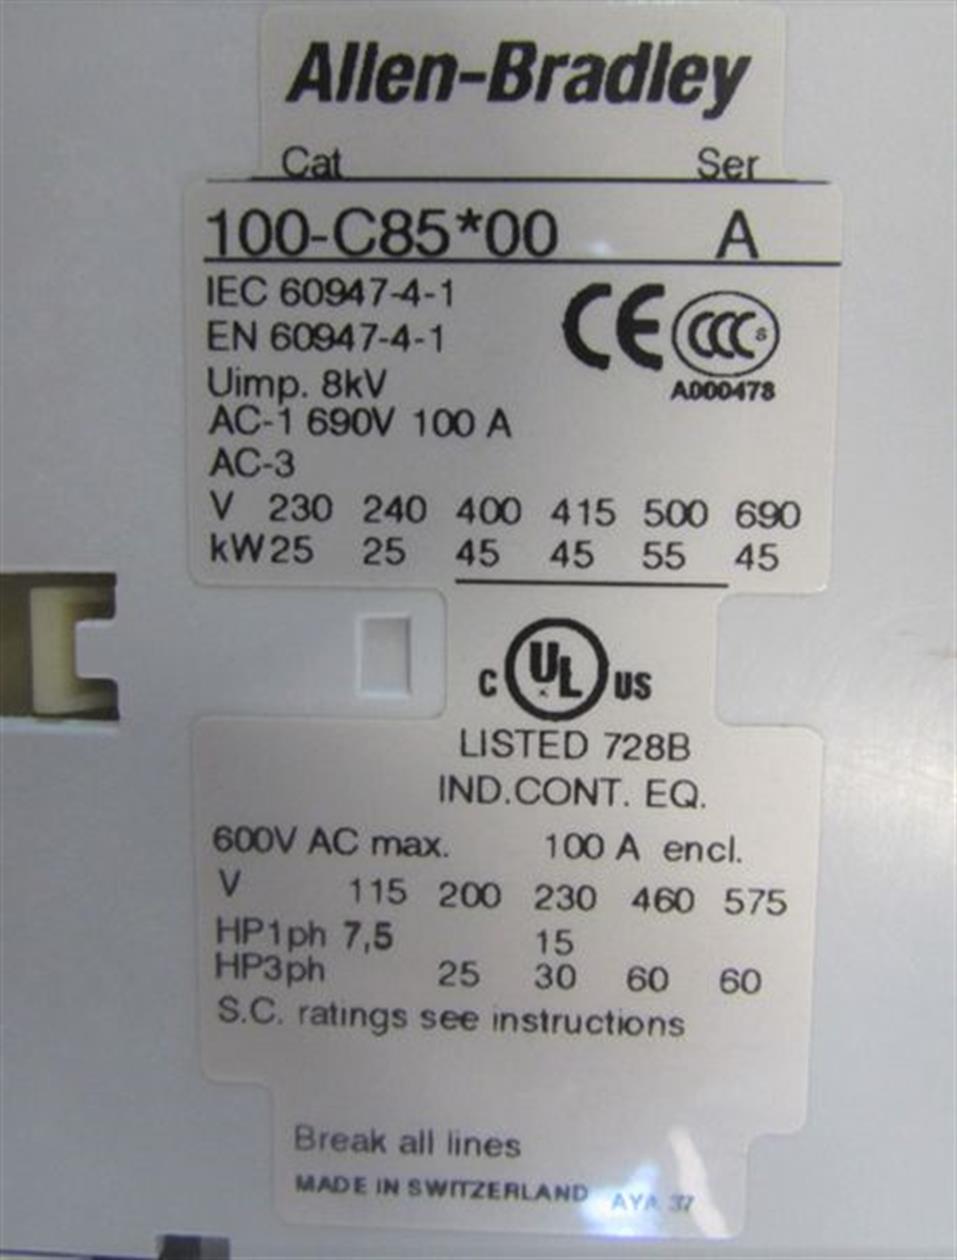 Allen-Bradley
Cat Ser
100-C85*00 A
IEC 60947-4-1
EN 60947-4-1
CE CCC S
Uimp. 8kV
A000478
AC-1 690V 100 A
AC-3
V 230 240 400 415 500 690
kW 25 25 45 45 55 45
C UL US
LISTED 728B
IND.CONT. EQ.
600V AC max. 100 A encl.
V 115 200 230 460 575
HP1ph 7,5 15
HP3ph 25 30 60 60
S.C. ratings see instructions
Break all lines
MADE IN SWITZERLAND AYA 37